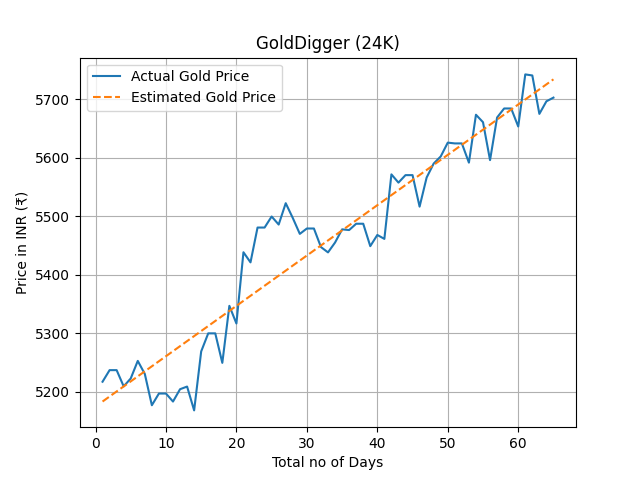 GoldDigger (24K)
Actual Gold Price
Estimated Gold Price
Price in INR (₹)
5700
5600
5500
5400
5300
5200
0 10 20 30 40 50 60
Total no of Days